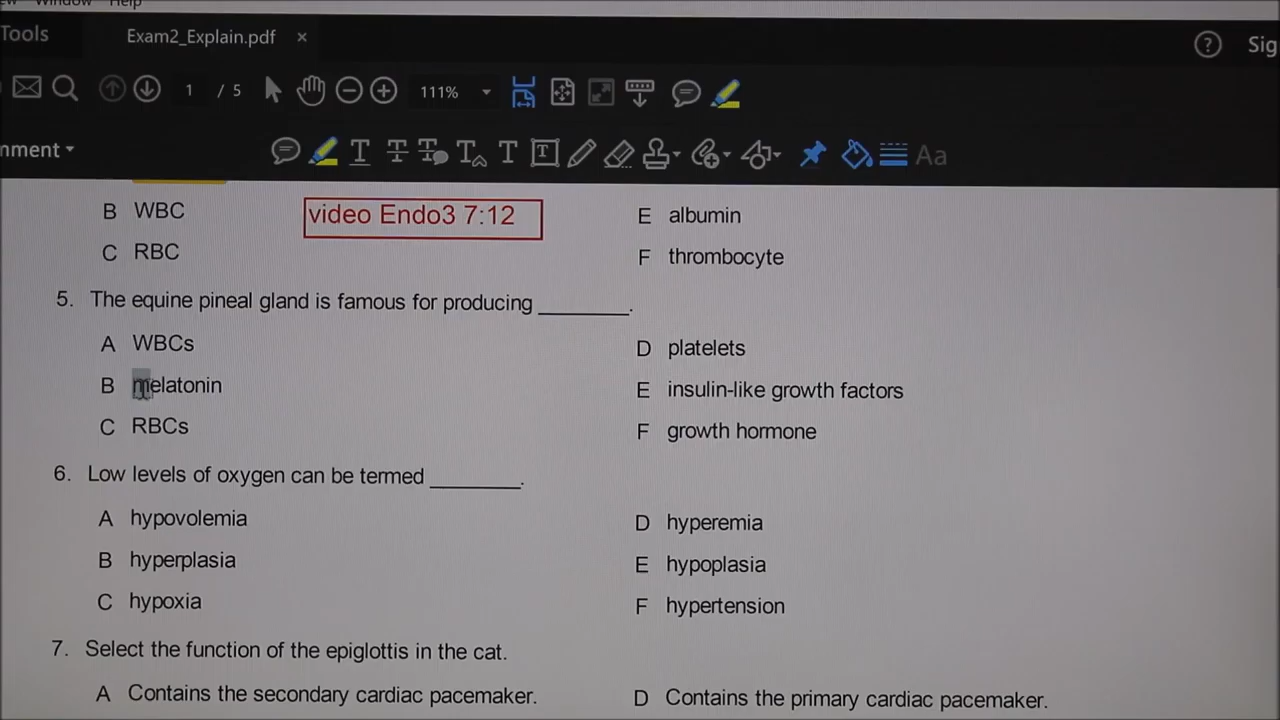 Window Help
Tools
Exam2_Explain.pdf ×
? Sig
1 / 5 111%
nment
T T T T T T Aa
B WBC
video Endo3 7:12
E albumin
C RBC
F thrombocyte
5. The equine pineal gland is famous for producing ________.
A WBCs
D platelets
B melatonin
E insulin-like growth factors
C RBCs
F growth hormone
6. Low levels of oxygen can be termed ________.
A hypovolemia
D hyperemia
B hyperplasia
E hypoplasia
C hypoxia
F hypertension
7. Select the function of the epiglottis in the cat.
A Contains the secondary cardiac pacemaker.
D Contains the primary cardiac pacemaker.